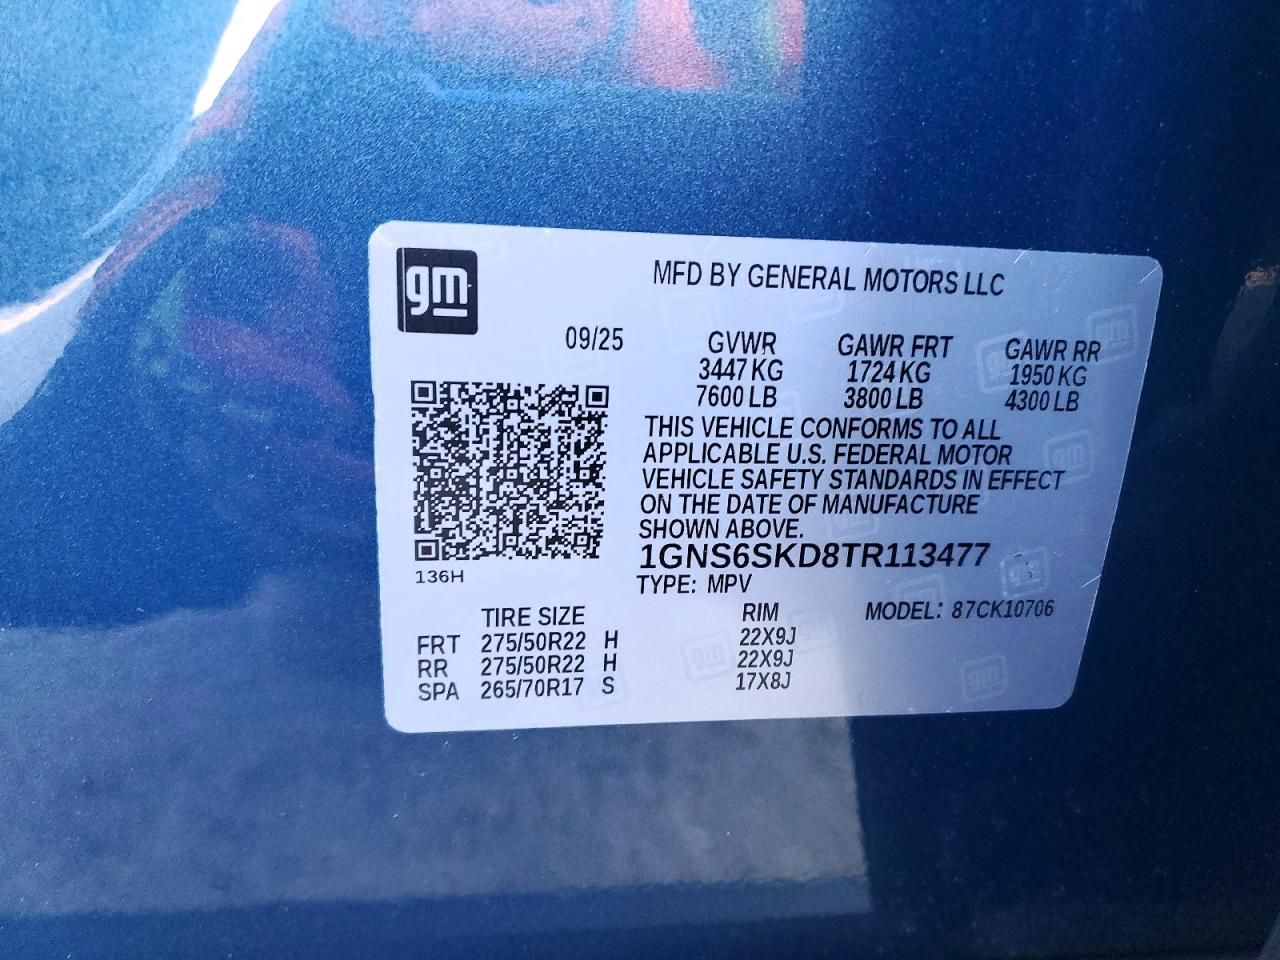 gm
MFD BY GENERAL MOTORS LLC
09/25
GVWR GAWR FRT GAWR RR
3447 KG 1724 KG 1950 KG
7600 LB 3800 LB 4300 LB
THIS VEHICLE CONFORMS TO ALL
APPLICABLE U.S. FEDERAL MOTOR
VEHICLE SAFETY STANDARDS IN EFFECT
ON THE DATE OF MANUFACTURE
SHOWN ABOVE.
1GNS6SKD8TR113477
136H
TYPE: MPV
TIRE SIZE RIM MODEL: 87CK10706
FRT 275/50R22 H 22X9J
RR 275/50R22 H 22X9J
SPA 265/70R17 S 17X8J